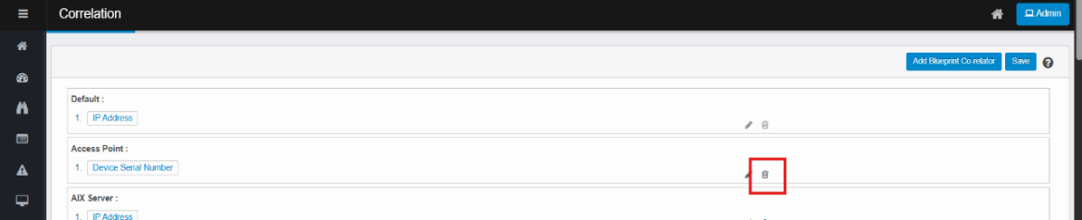 Correlation
Admin
Add Blueprint Co-relator Save
Default :
1. IP Address
Access Point :
1. Device Serial Number
AIX Server :
1. IP Address